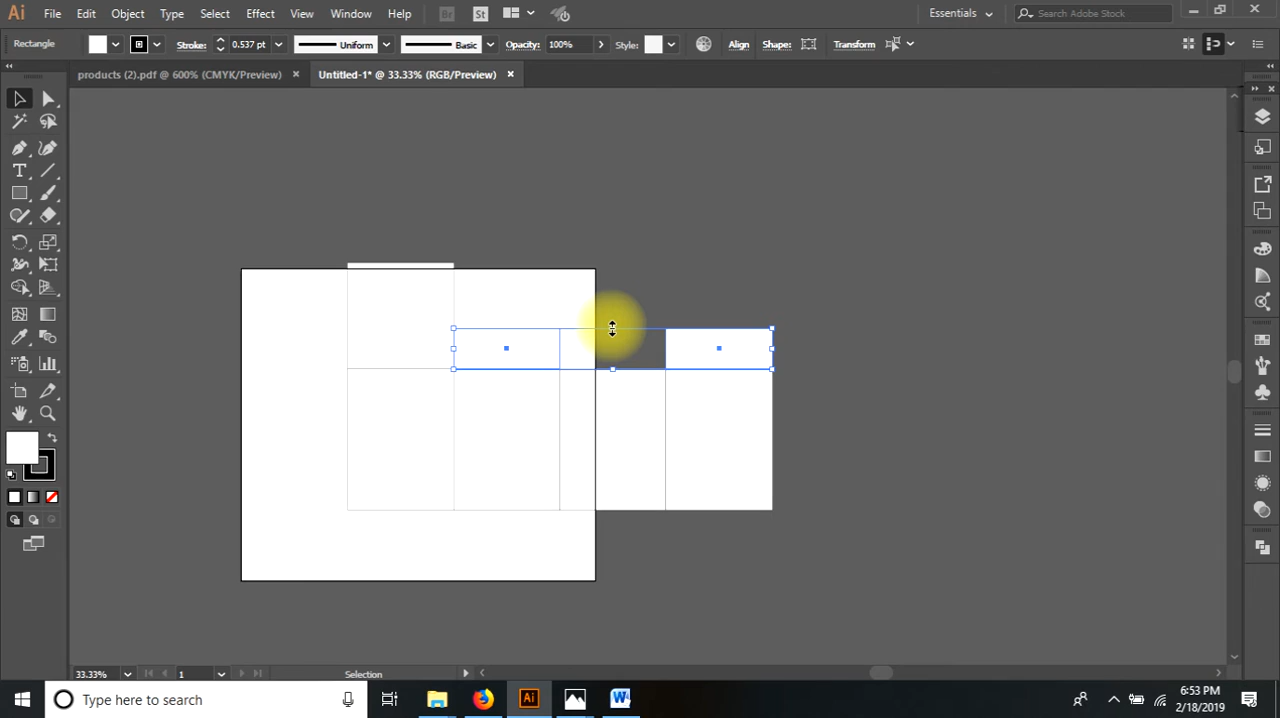 Ai File Edit Object Type Select Effect View Window Help Br St Essentials Search Adobe Stock
Rectangle Stroke: 0.537 pt Uniform Basic Opacity: 100% Style: Align Shape: Transform
products (2).pdf @ 600% (CMYK/Preview) × Untitled-1* @ 33.33% (RGB/Preview) ×
33.33% 1 Selection
Type here to search Ai 6:53 PM
2/18/2019